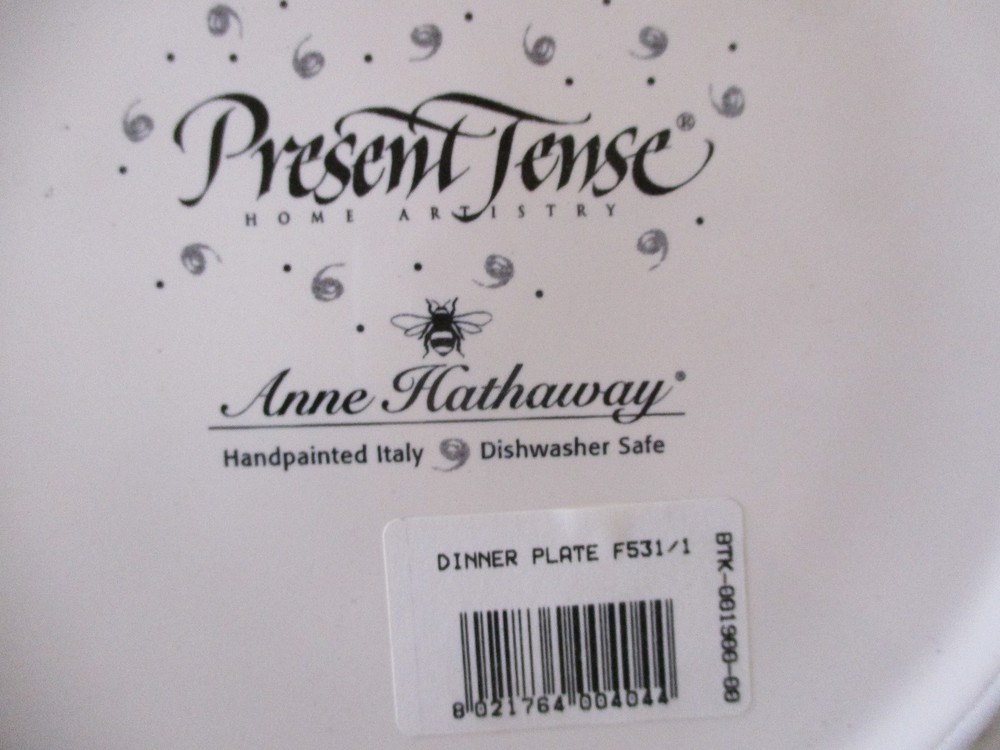 Present Tense®
HOME ARTISTRY
Anne Hathaway®
Handpainted Italy Dishwasher Safe
DINNER PLATE F531/1
BTK-001900-00
8 021764 004044